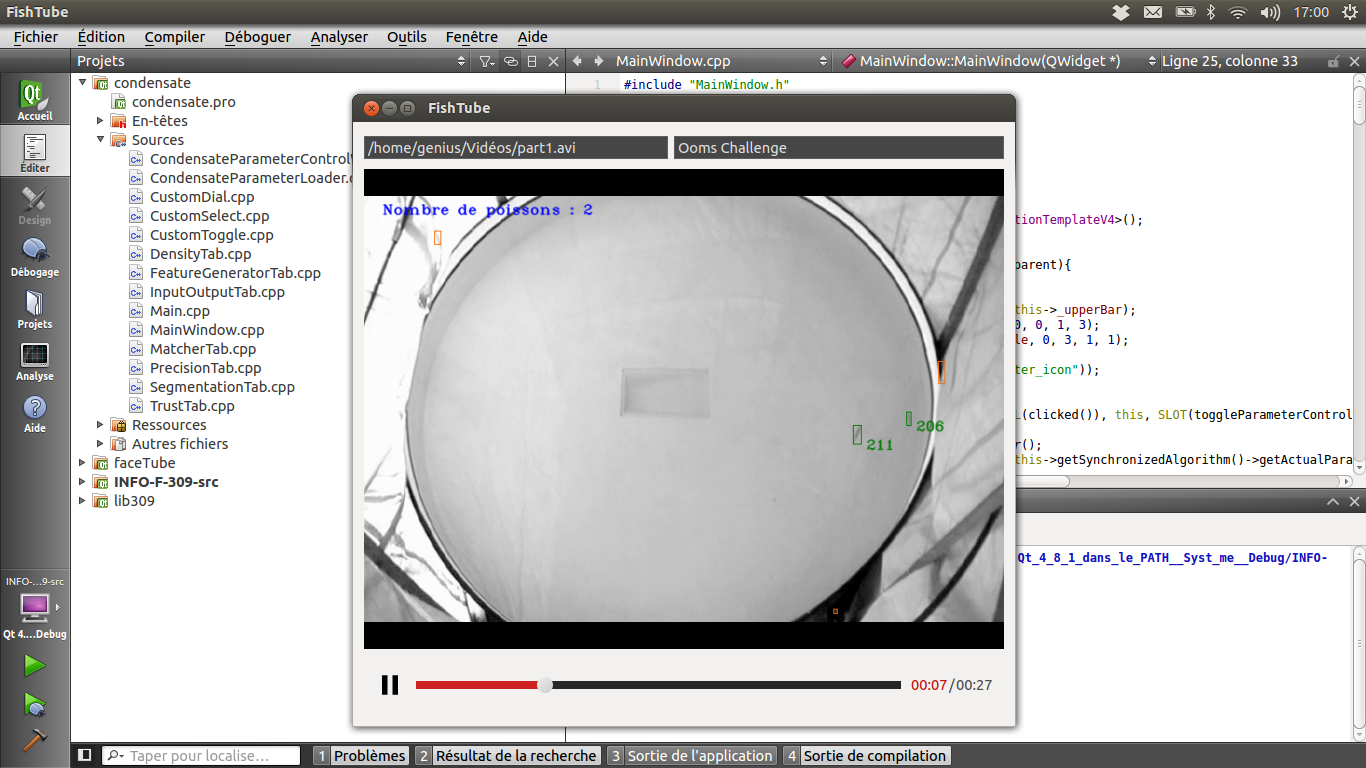 FishTube
17:00
Fichier Édition Compiler Déboguer Analyser Outils Fenêtre Aide
Projets
MainWindow.cpp
MainWindow::MainWindow(QWidget *)
Ligne 25, colonne 33
Accueil
Éditer
Design
Débogage
Projets
Analyse
Aide
INFO-...9-src
Qt 4....Debug
condensate
condensate.pro
En-têtes
Sources
CondensateParameterControl
CondensateParameterLoader.
CustomDial.cpp
CustomSelect.cpp
CustomToggle.cpp
DensityTab.cpp
FeatureGeneratorTab.cpp
InputOutputTab.cpp
Main.cpp
MainWindow.cpp
MatcherTab.cpp
PrecisionTab.cpp
SegmentationTab.cpp
TrustTab.cpp
Ressources
Autres fichiers
faceTube
INFO-F-309-src
lib309
1 #include "MainWindow.h"
tionTemplateV4>();
parent){
this->_upperBar);
0, 0, 1, 3);
le, 0, 3, 1, 1);
ter_icon"));
L(clicked()), this, SLOT(toggleParameterControl
r();
this->getSynchronizedAlgorithm()->getActualPara
Qt_4_8_1_dans_le_PATH__Syst_me__Debug/INFO-
FishTube
/home/genius/Vidéos/part1.avi
Ooms Challenge
Nombre de poissons : 2
206
211
00:07/00:27
Taper pour localise...
1 Problèmes
2 Résultat de la recherche
3 Sortie de l'application
4 Sortie de compilation